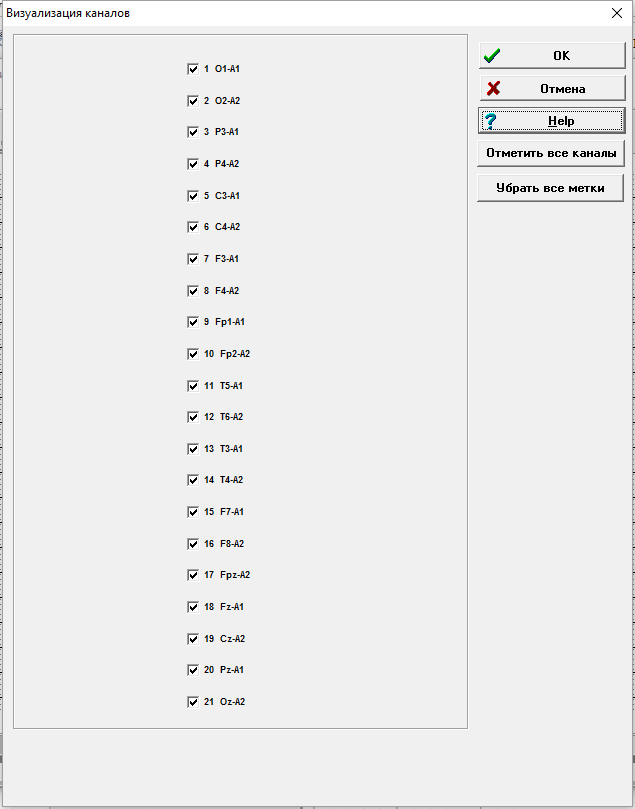 Визуализация каналов
1 O1-A1
2 O2-A2
3 P3-A1
4 P4-A2
5 C3-A1
6 C4-A2
7 F3-A1
8 F4-A2
9 Fp1-A1
10 Fp2-A2
11 T5-A1
12 T6-A2
13 T3-A1
14 T4-A2
15 F7-A1
16 F8-A2
17 Fpz-A2
18 Fz-A1
19 Cz-A2
20 Pz-A1
21 Oz-A2
OK
Отмена
Help
Отметить все каналы
Убрать все метки